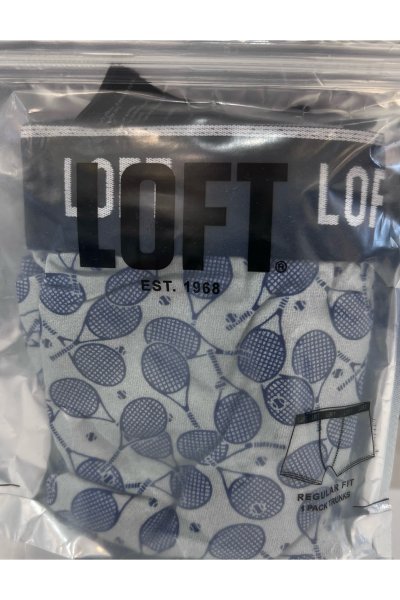 LOFT LOF
LOFT®
EST. 1968
REGULAR FIT
1 PACK TRUNKS